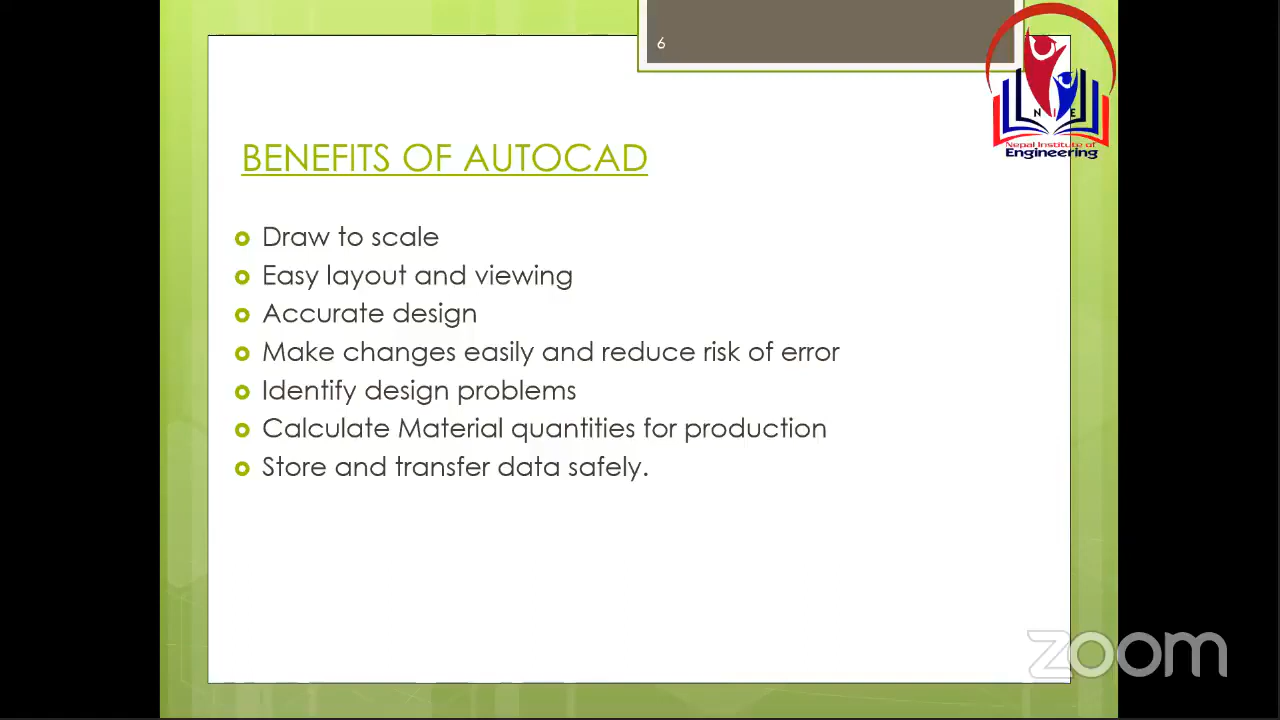 6
N I E
Nepal Institute of
Engineering
BENEFITS OF AUTOCAD
Draw to scale
Easy layout and viewing
Accurate design
Make changes easily and reduce risk of error
Identify design problems
Calculate Material quantities for production
Store and transfer data safely.
zoom